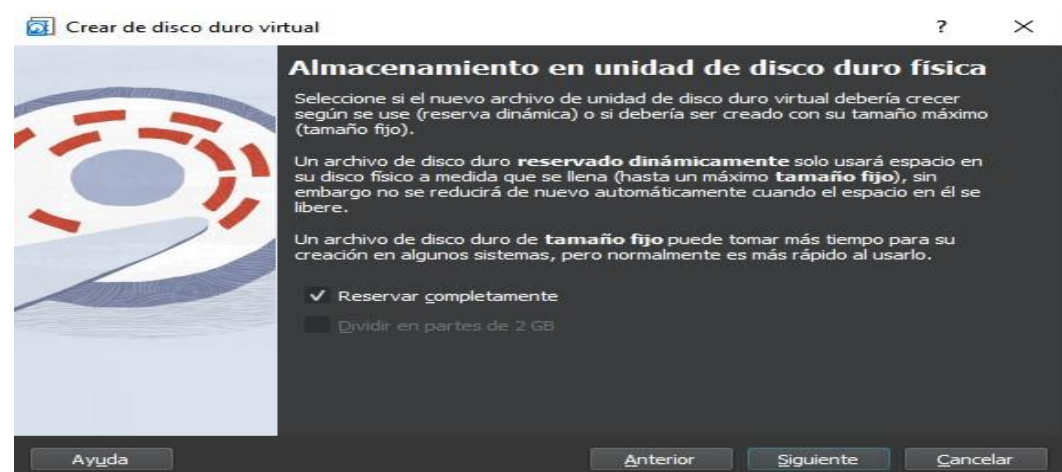 Crear de disco duro virtual ? ✕
Almacenamiento en unidad de disco duro física
Seleccione si el nuevo archivo de unidad de disco duro virtual debería crecer
según se use (reserva dinámica) o si debería ser creado con su tamaño máximo
(tamaño fijo).
Un archivo de disco duro reservado dinámicamente solo usará espacio en
su disco físico a medida que se llena (hasta un máximo tamaño fijo), sin
embargo no se reducirá de nuevo automáticamente cuando el espacio en él se
libere.
Un archivo de disco duro de tamaño fijo puede tomar más tiempo para su
creación en algunos sistemas, pero normalmente es más rápido al usarlo.
Reservar completamente
Dividir en partes de 2 GB
Ayuda Anterior Siguiente Cancelar